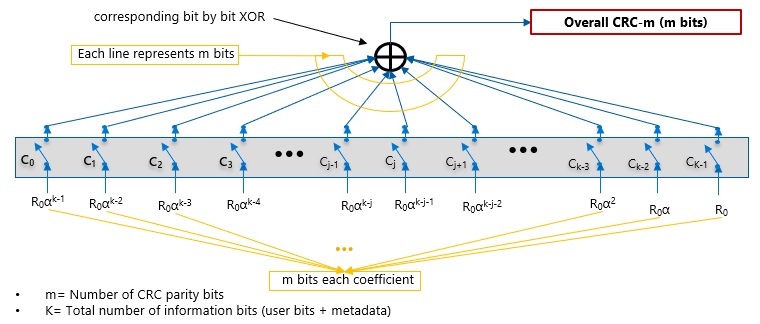 corresponding bit by bit XOR
Overall CRC-m (m bits)
Each line represents m bits
C0 C1 C2 C3 ●●● Cj-1 Cj Cj+1 ●●● Ck-3 Ck-2 CK-1
R0αk-1 R0αk-2 R0αk-3 R0αk-4 R0αk-j R0αk-j-1 R0αk-j-2 R0α2 R0α R0
...
m bits each coefficient
• m= Number of CRC parity bits
• K= Total number of information bits (user bits + metadata)